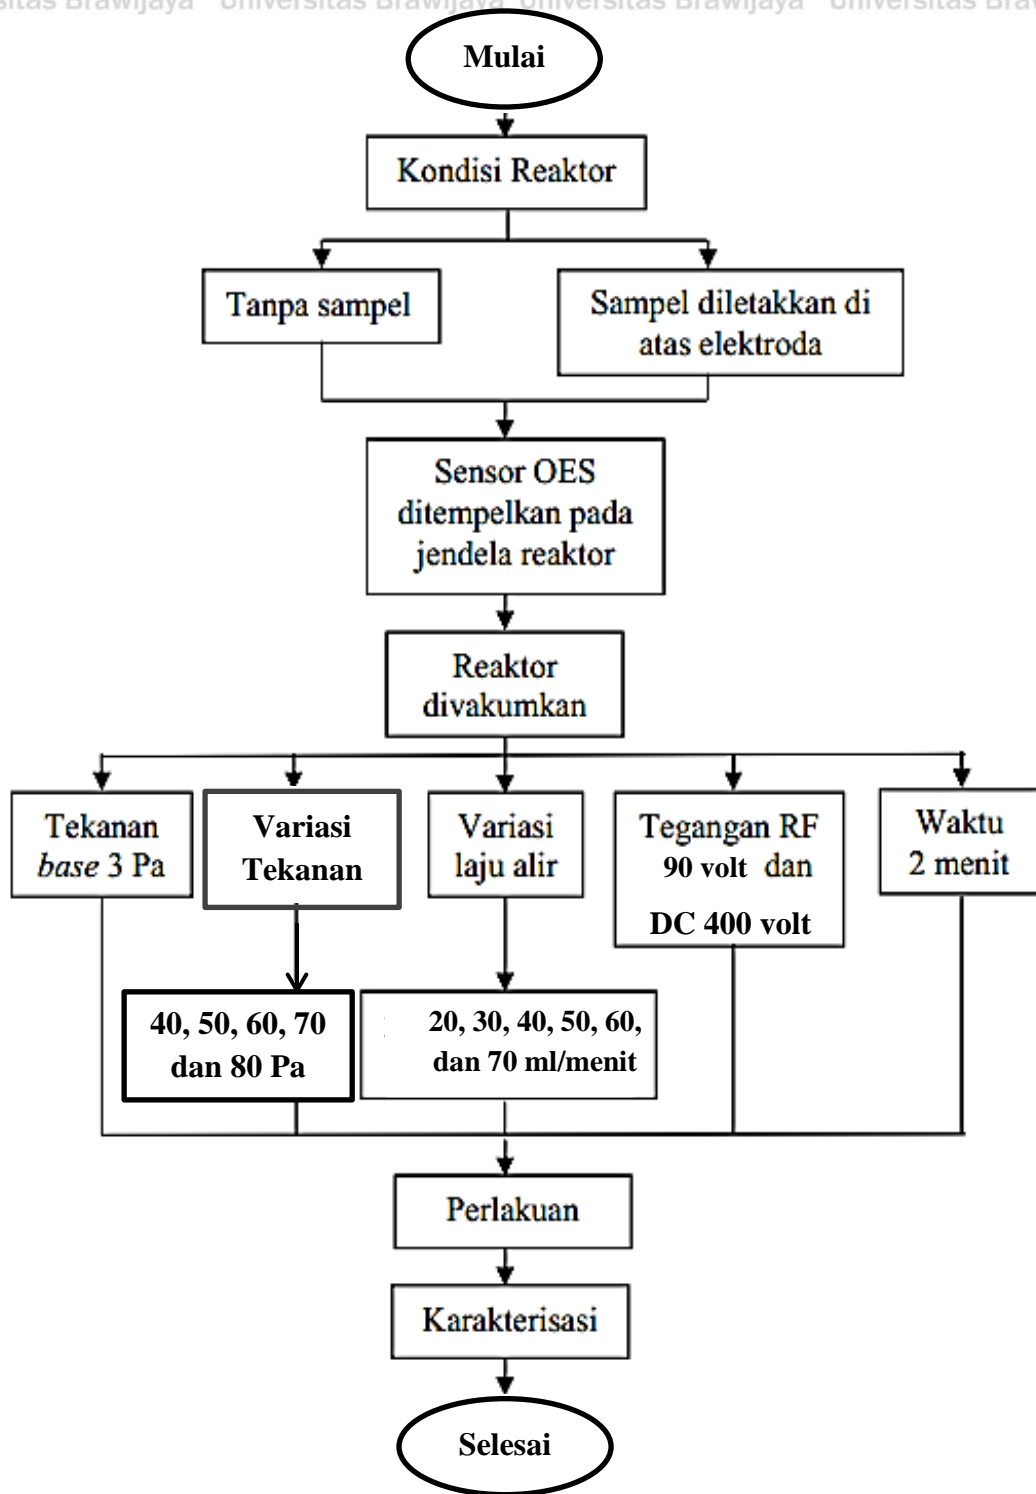 Universitas Brawijaya Universitas Brawijaya Universitas Brawijaya
Mulai
Kondisi Reaktor
Tanpa sampel
Sampel diletakkan di
atas elektroda
Sensor OES
ditempelkan pada
jendela reaktor
Reaktor
divakumkan
Tekanan
base 3 Pa
Variasi
Tekanan
Variasi
laju alir
Tegangan RF
90 volt dan
DC 400 volt
Waktu
2 menit
40, 50, 60, 70
dan 80 Pa
20, 30, 40, 50, 60,
dan 70 ml/menit
Perlakuan
Karakterisasi
Selesai